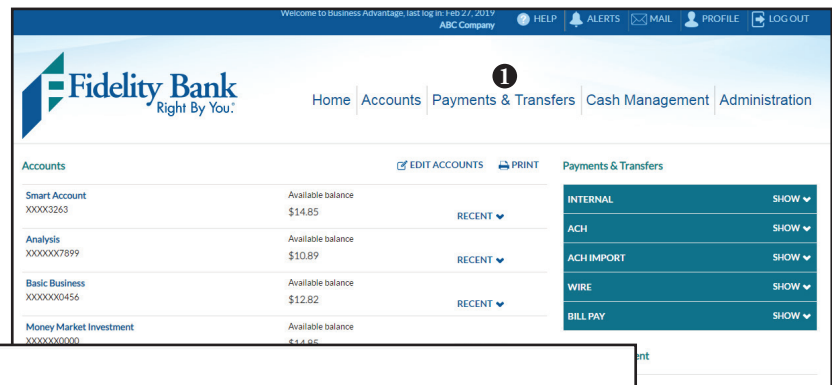 Welcome to Business Advantage, last log in: Feb 27, 2019
ABC Company
HELP
ALERTS
MAIL
PROFILE
LOG OUT
Fidelity Bank
Right By You.
1
Home
Accounts
Payments & Transfers
Cash Management
Administration
Accounts
EDIT ACCOUNTS
PRINT
Smart Account
XXXX3263
Available balance
$14.85
RECENT
Analysis
XXXXXX7899
Available balance
$10.89
RECENT
Basic Business
XXXXXX0456
Available balance
$12.82
RECENT
Money Market Investment
XXXXXX0000
Available balance
$14.85
Payments & Transfers
INTERNAL SHOW
ACH SHOW
ACH IMPORT SHOW
WIRE SHOW
BILL PAY SHOW